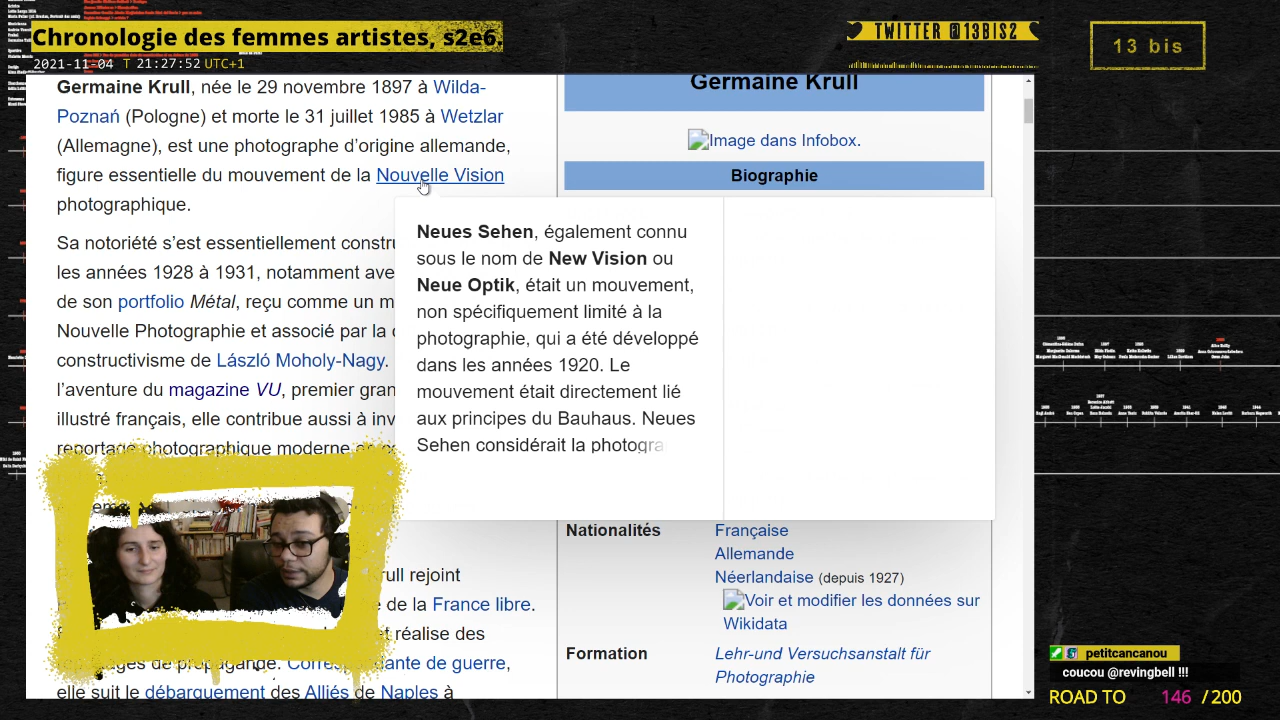 Chronologie des femmes artistes, s2e6
2021-11-04 T 21:27:52 UTC+1
TWITTER @13BIS2
13 bis
Germaine Krull, née le 29 novembre 1897 à Wilda-
Poznań (Pologne) et morte le 31 juillet 1985 à Wetzlar
(Allemagne), est une photographe d'origine allemande,
figure essentielle du mouvement de la Nouvelle Vision
photographique.
Sa notoriété s'est essentiellement constru
les années 1928 à 1931, notamment ave
de son portfolio Métal, reçu comme un m
Nouvelle Photographie et associé par la c
constructivisme de László Moholy-Nagy.
l'aventure du magazine VU, premier gran
illustré français, elle contribue aussi à inv
reportage photographique moderne
rull rejoint
de la France libre.
et réalise des
de propagande. Correspondante de guerre,
elle suit le débarquement des Alliés de Naples à
Germaine Krull
Image dans Infobox.
Biographie
Neues Sehen, également connu
sous le nom de New Vision ou
Neue Optik, était un mouvement,
non spécifiquement limité à la
photographie, qui a été développé
dans les années 1920. Le
mouvement était directement lié
aux principes du Bauhaus. Neues
Sehen considérait la photogra
Nationalités
Française
Allemande
Néerlandaise (depuis 1927)
Voir et modifier les données sur
Wikidata
Formation
Lehr-und Versuchsanstalt für
Photographie
petitcancanou
coucou @revingbell !!!
ROAD TO 146 / 200